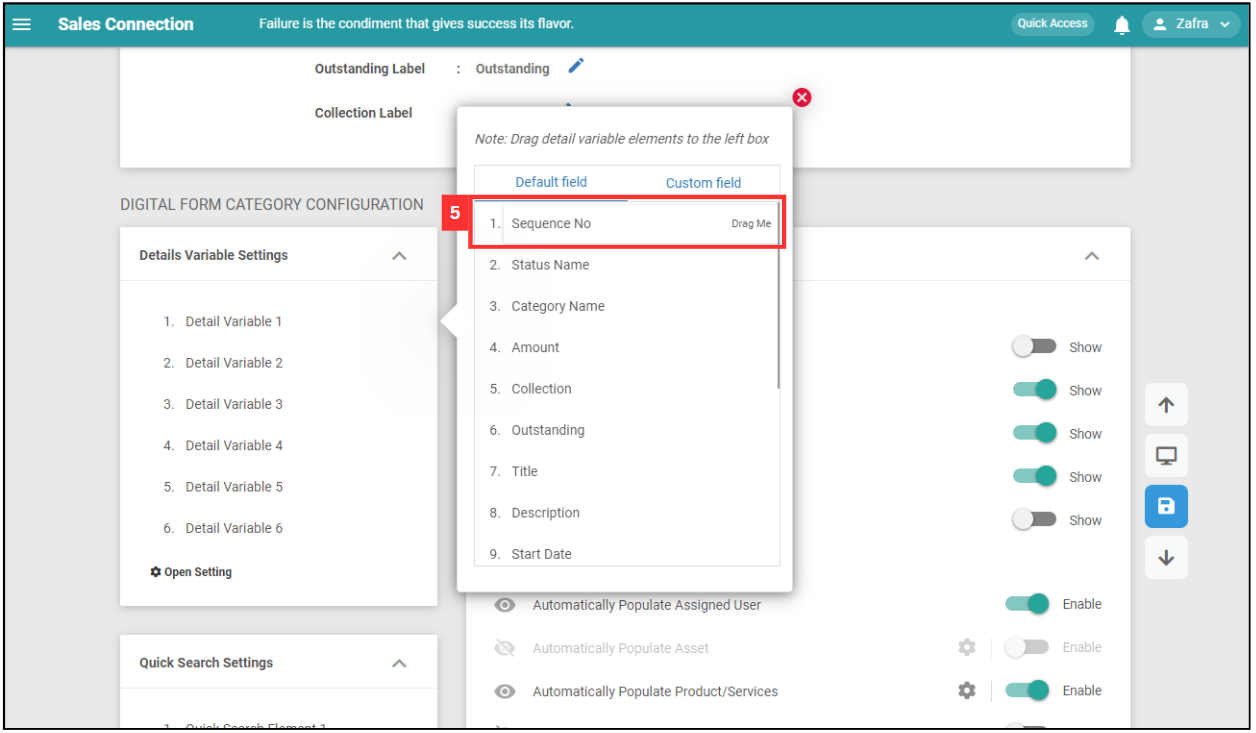 Sales Connection
Failure is the condiment that gives success its flavor.
Quick Access
Zafra
Outstanding Label : Outstanding
Collection Label
Note: Drag detail variable elements to the left box
Default field
Custom field
5
1. Sequence No Drag Me
2. Status Name
3. Category Name
4. Amount
5. Collection
6. Outstanding
7. Title
8. Description
9. Start Date
DIGITAL FORM CATEGORY CONFIGURATION
Details Variable Settings
1. Detail Variable 1
2. Detail Variable 2
3. Detail Variable 3
4. Detail Variable 4
5. Detail Variable 5
6. Detail Variable 6
Open Setting
Show
Show
Show
Show
Show
Automatically Populate Assigned User Enable
Automatically Populate Asset Enable
Automatically Populate Product/Services Enable
Quick Search Settings
1. Quick Search Element 1